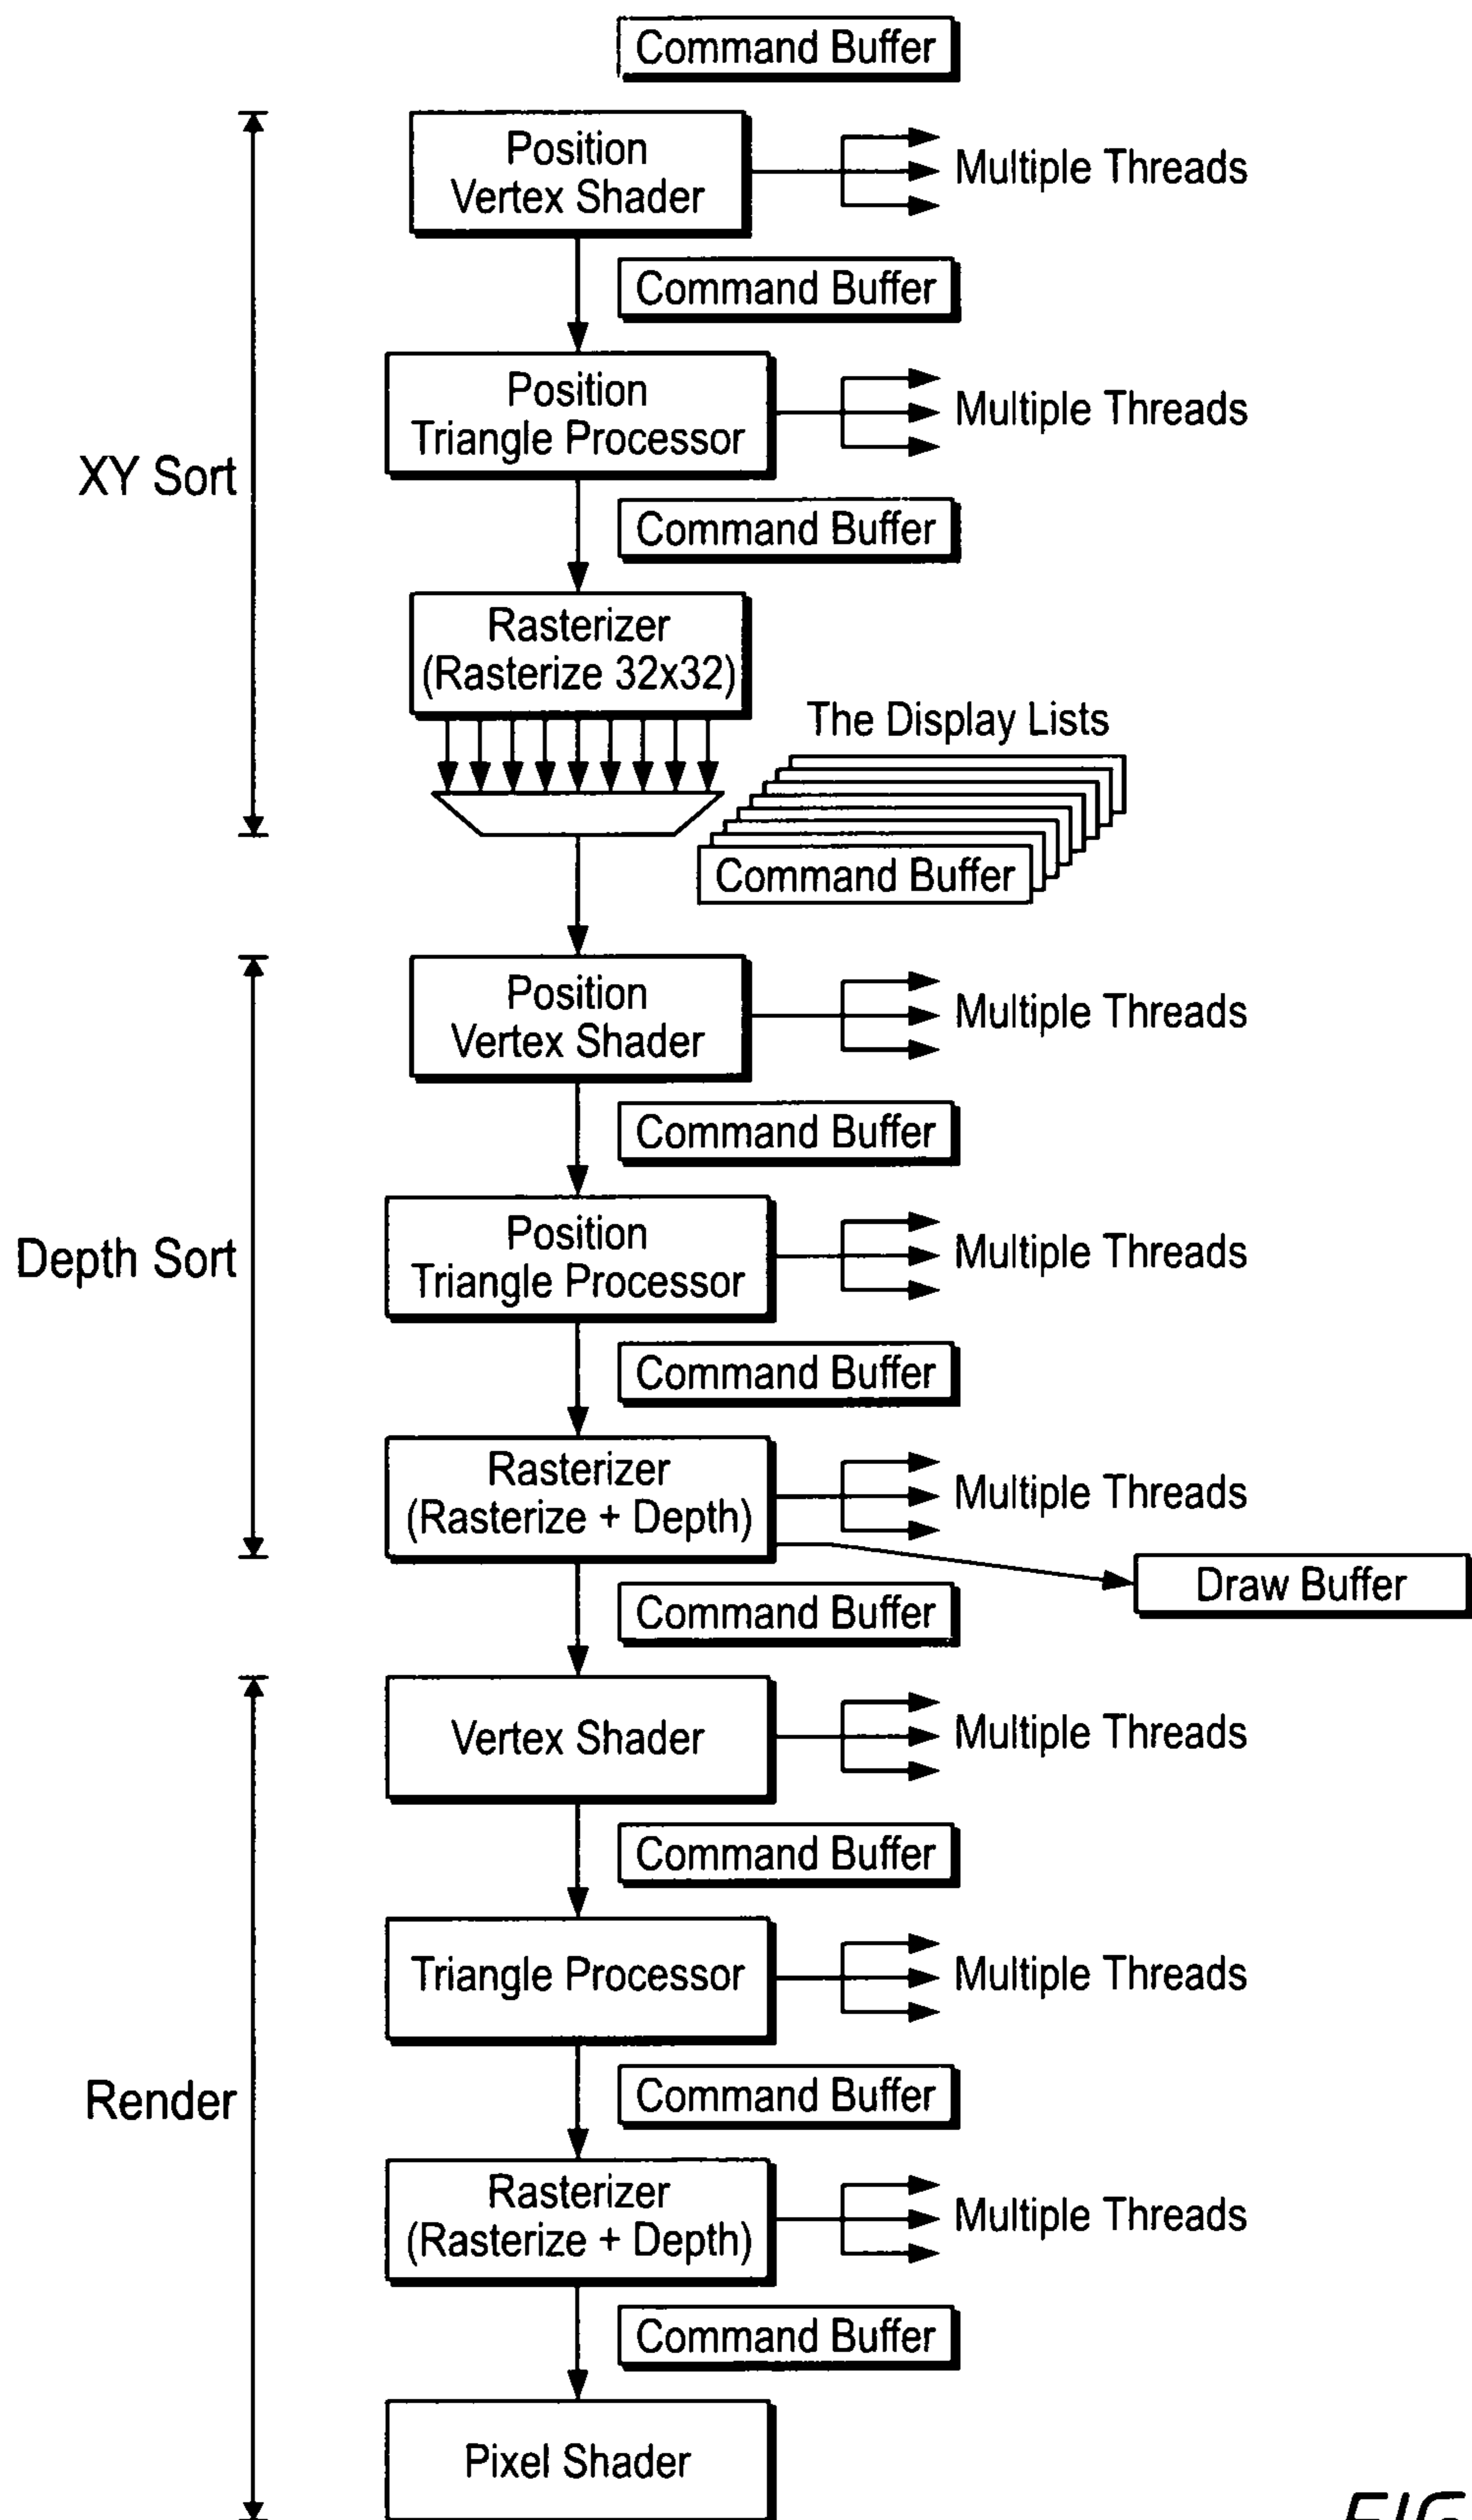 Command Buffer
Position
Vertex Shader
Multiple Threads
Command Buffer
Position
Triangle Processor
Multiple Threads
XY Sort
Command Buffer
Rasterizer
(Rasterize 32x32)
The Display Lists
Command Buffer
Position
Vertex Shader
Multiple Threads
Command Buffer
Position
Triangle Processor
Multiple Threads
Depth Sort
Command Buffer
Rasterizer
(Rasterize + Depth)
Multiple Threads
Draw Buffer
Command Buffer
Vertex Shader
Multiple Threads
Command Buffer
Triangle Processor
Multiple Threads
Render
Command Buffer
Rasterizer
(Rasterize + Depth)
Multiple Threads
Command Buffer
Pixel Shader